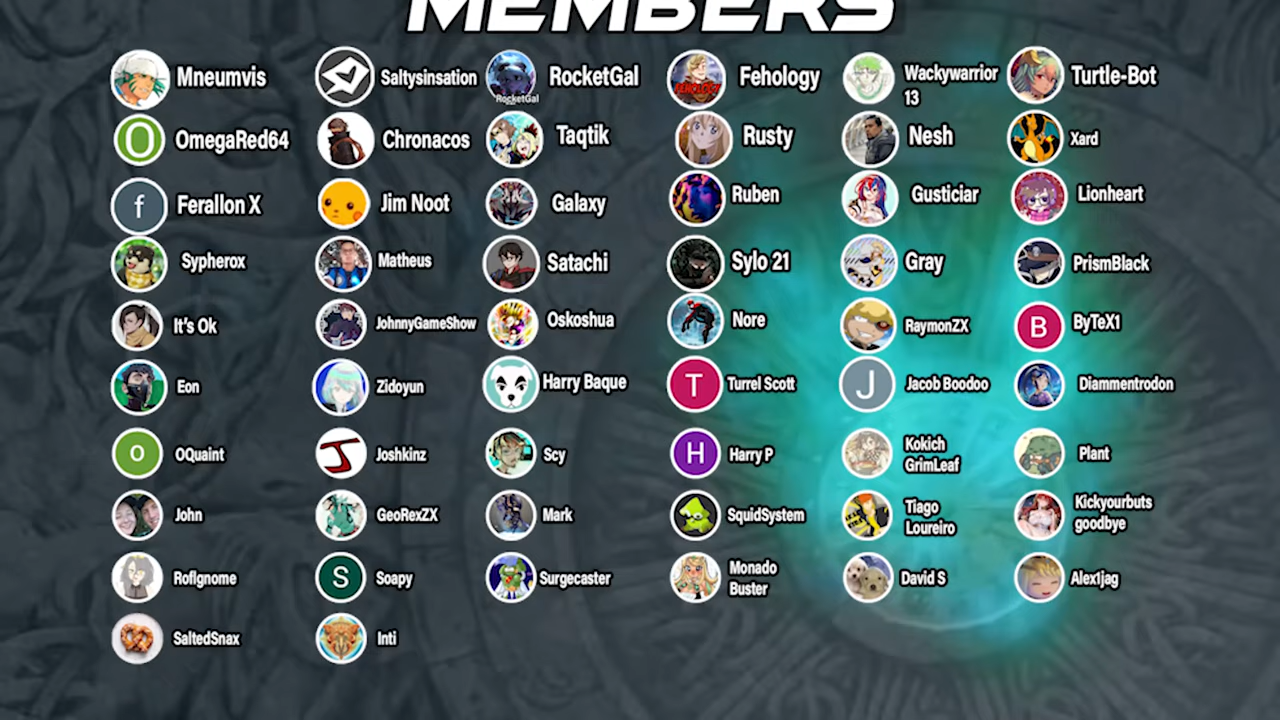 MEMBERS
Mneumvis
Saltysinsation
RocketGal
RocketGal
Fehology
FEHOLOGY
Wackywarrior
13
Turtle-Bot
O
OmegaRed64
Chronacos
Taqtik
Rusty
Nesh
Xard
f
Ferallon X
Jim Noot
Galaxy
Ruben
Gusticiar
Lionheart
Sypherox
Matheus
Satachi
Sylo 21
Gray
PrismBlack
It's Ok
JohnnyGameShow
Oskoshua
Nore
RaymonZX
B
ByTeX1
Eon
Zidoyun
Harry Baque
T
Turrel Scott
J
Jacob Boodoo
Diammentrodon
O
OQuaint
Joshkinz
Scy
H
Harry P
Kokich
GrimLeaf
Plant
John
GeoRexZX
Mark
SquidSystem
Tiago
Loureiro
Kickyourbuts
goodbye
Roflgnome
S
Soapy
Surgecaster
Monado
Buster
David S
Alex1jag
SaltedSnax
Inti